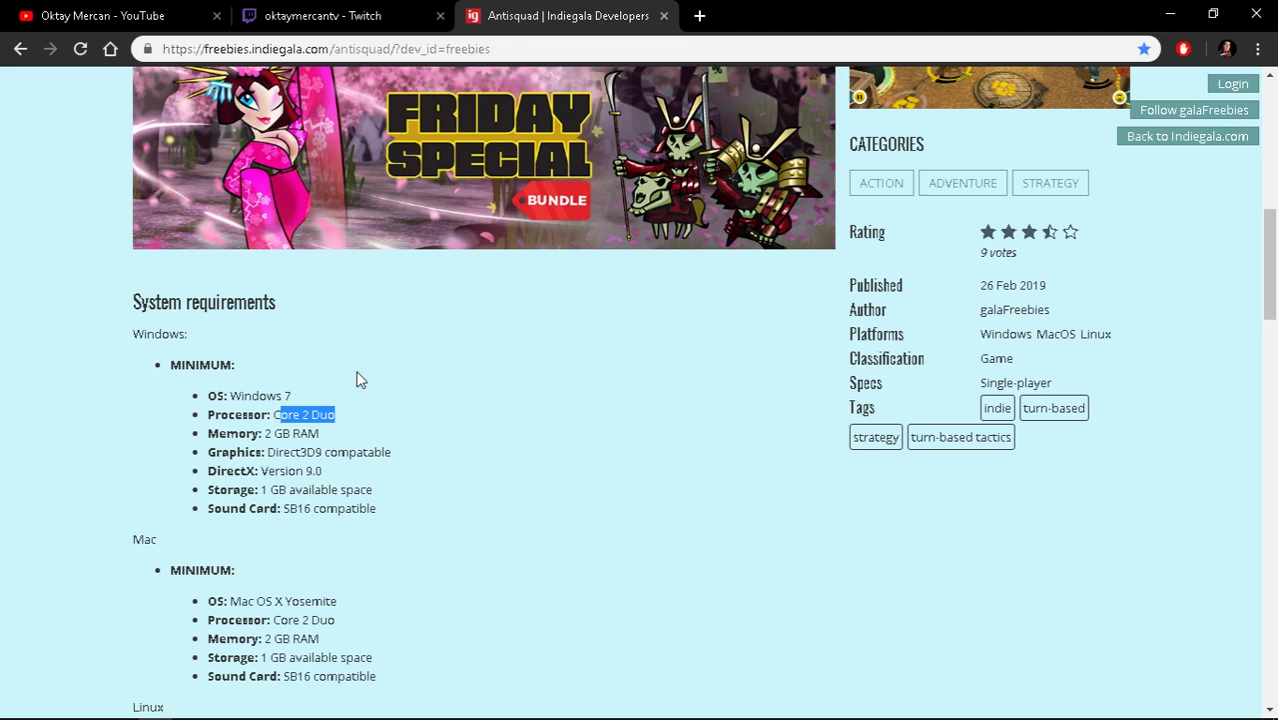 Oktay Mercan - YouTube
oktaymercantv - Twitch
ig
Antisquad | Indiegala Developers
https://freebies.indiegala.com/antisquad/?dev_id=freebies
FRIDAY
SPECIAL
BUNDLE
Login
Follow galaFreebies
Back to Indiegala.com
CATEGORIES
ACTION ADVENTURE STRATEGY
Rating
9 votes
Published 26 Feb 2019
Author galaFreebies
Platforms Windows MacOS Linux
Classification Game
Specs Single-player
Tags indie turn-based
strategy turn-based tactics
System requirements
Windows:
MINIMUM:
OS: Windows 7
Processor: Core 2 Duo
Memory: 2 GB RAM
Graphics: Direct3D9 compatable
DirectX: Version 9.0
Storage: 1 GB available space
Sound Card: SB16 compatible
Mac
MINIMUM:
OS: Mac OS X Yosemite
Processor: Core 2 Duo
Memory: 2 GB RAM
Storage: 1 GB available space
Sound Card: SB16 compatible
Linux